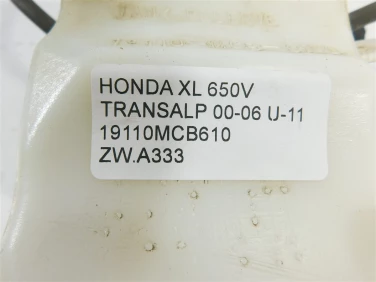 HONDA XL 650V
TRANSALP 00-06 U-11
19110MCB610
ZW.A333